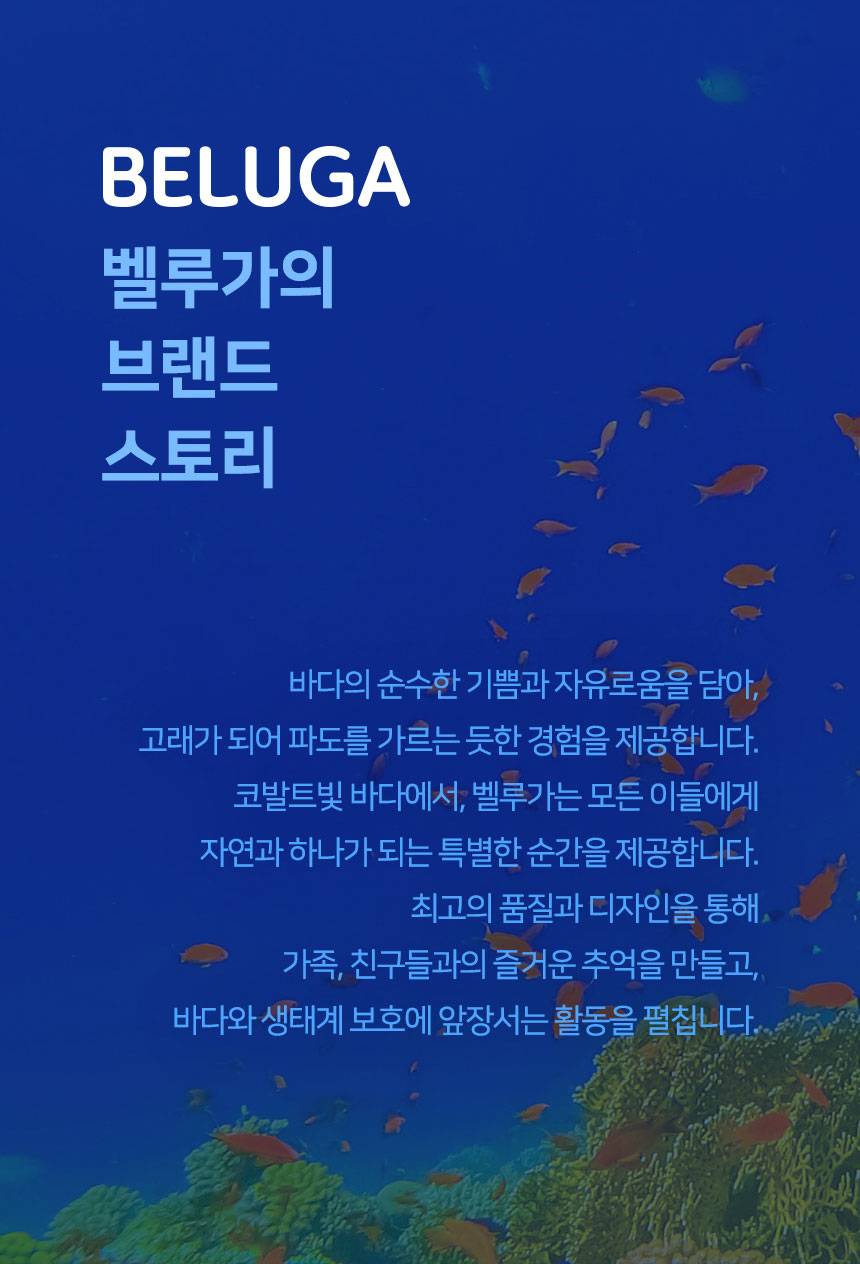 BELUGA
벨루가의
브랜드
스토리
바다의 순수한 기쁨과 자유로움을 담아,
고래가 되어 파도를 가르는 듯한 경험을 제공합니다.
코발트빛 바다에서, 벨루가는 모든 이들에게
자연과 하나가 되는 특별한 순간을 제공합니다.
최고의 품질과 디자인을 통해
가족, 친구들과의 즐거운 추억을 만들고,
바다와 생태계 보호에 앞장서는 활동을 펼칩니다.